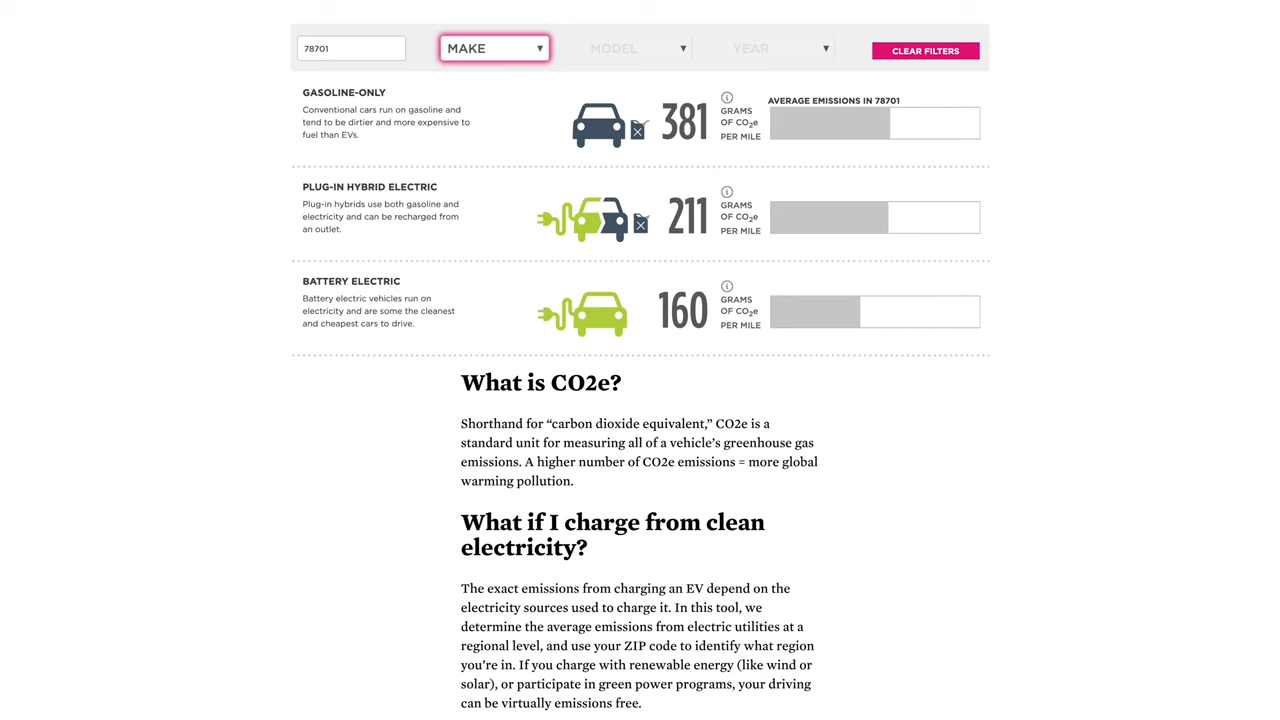 78701
MAKE
MODEL
YEAR
CLEAR FILTERS
GASOLINE-ONLY
Conventional cars run on gasoline and
tend to be dirtier and more expensive to
fuel than EVs.
381
GRAMS
OF CO2e
PER MILE
AVERAGE EMISSIONS IN 78701
PLUG-IN HYBRID ELECTRIC
Plug-in hybrids use both gasoline and
electricity and can be recharged from
an outlet.
211
GRAMS
OF CO2e
PER MILE
BATTERY ELECTRIC
Battery electric vehicles run on
electricity and are some the cleanest
and cheapest cars to drive.
160
GRAMS
OF CO2e
PER MILE
What is CO2e?
Shorthand for “carbon dioxide equivalent,” CO2e is a
standard unit for measuring all of a vehicle’s greenhouse gas
emissions. A higher number of CO2e emissions = more global
warming pollution.
What if I charge from clean
electricity?
The exact emissions from charging an EV depend on the
electricity sources used to charge it. In this tool, we
determine the average emissions from electric utilities at a
regional level, and use your ZIP code to identify what region
you’re in. If you charge with renewable energy (like wind or
solar), or participate in green power programs, your driving
can be virtually emissions free.